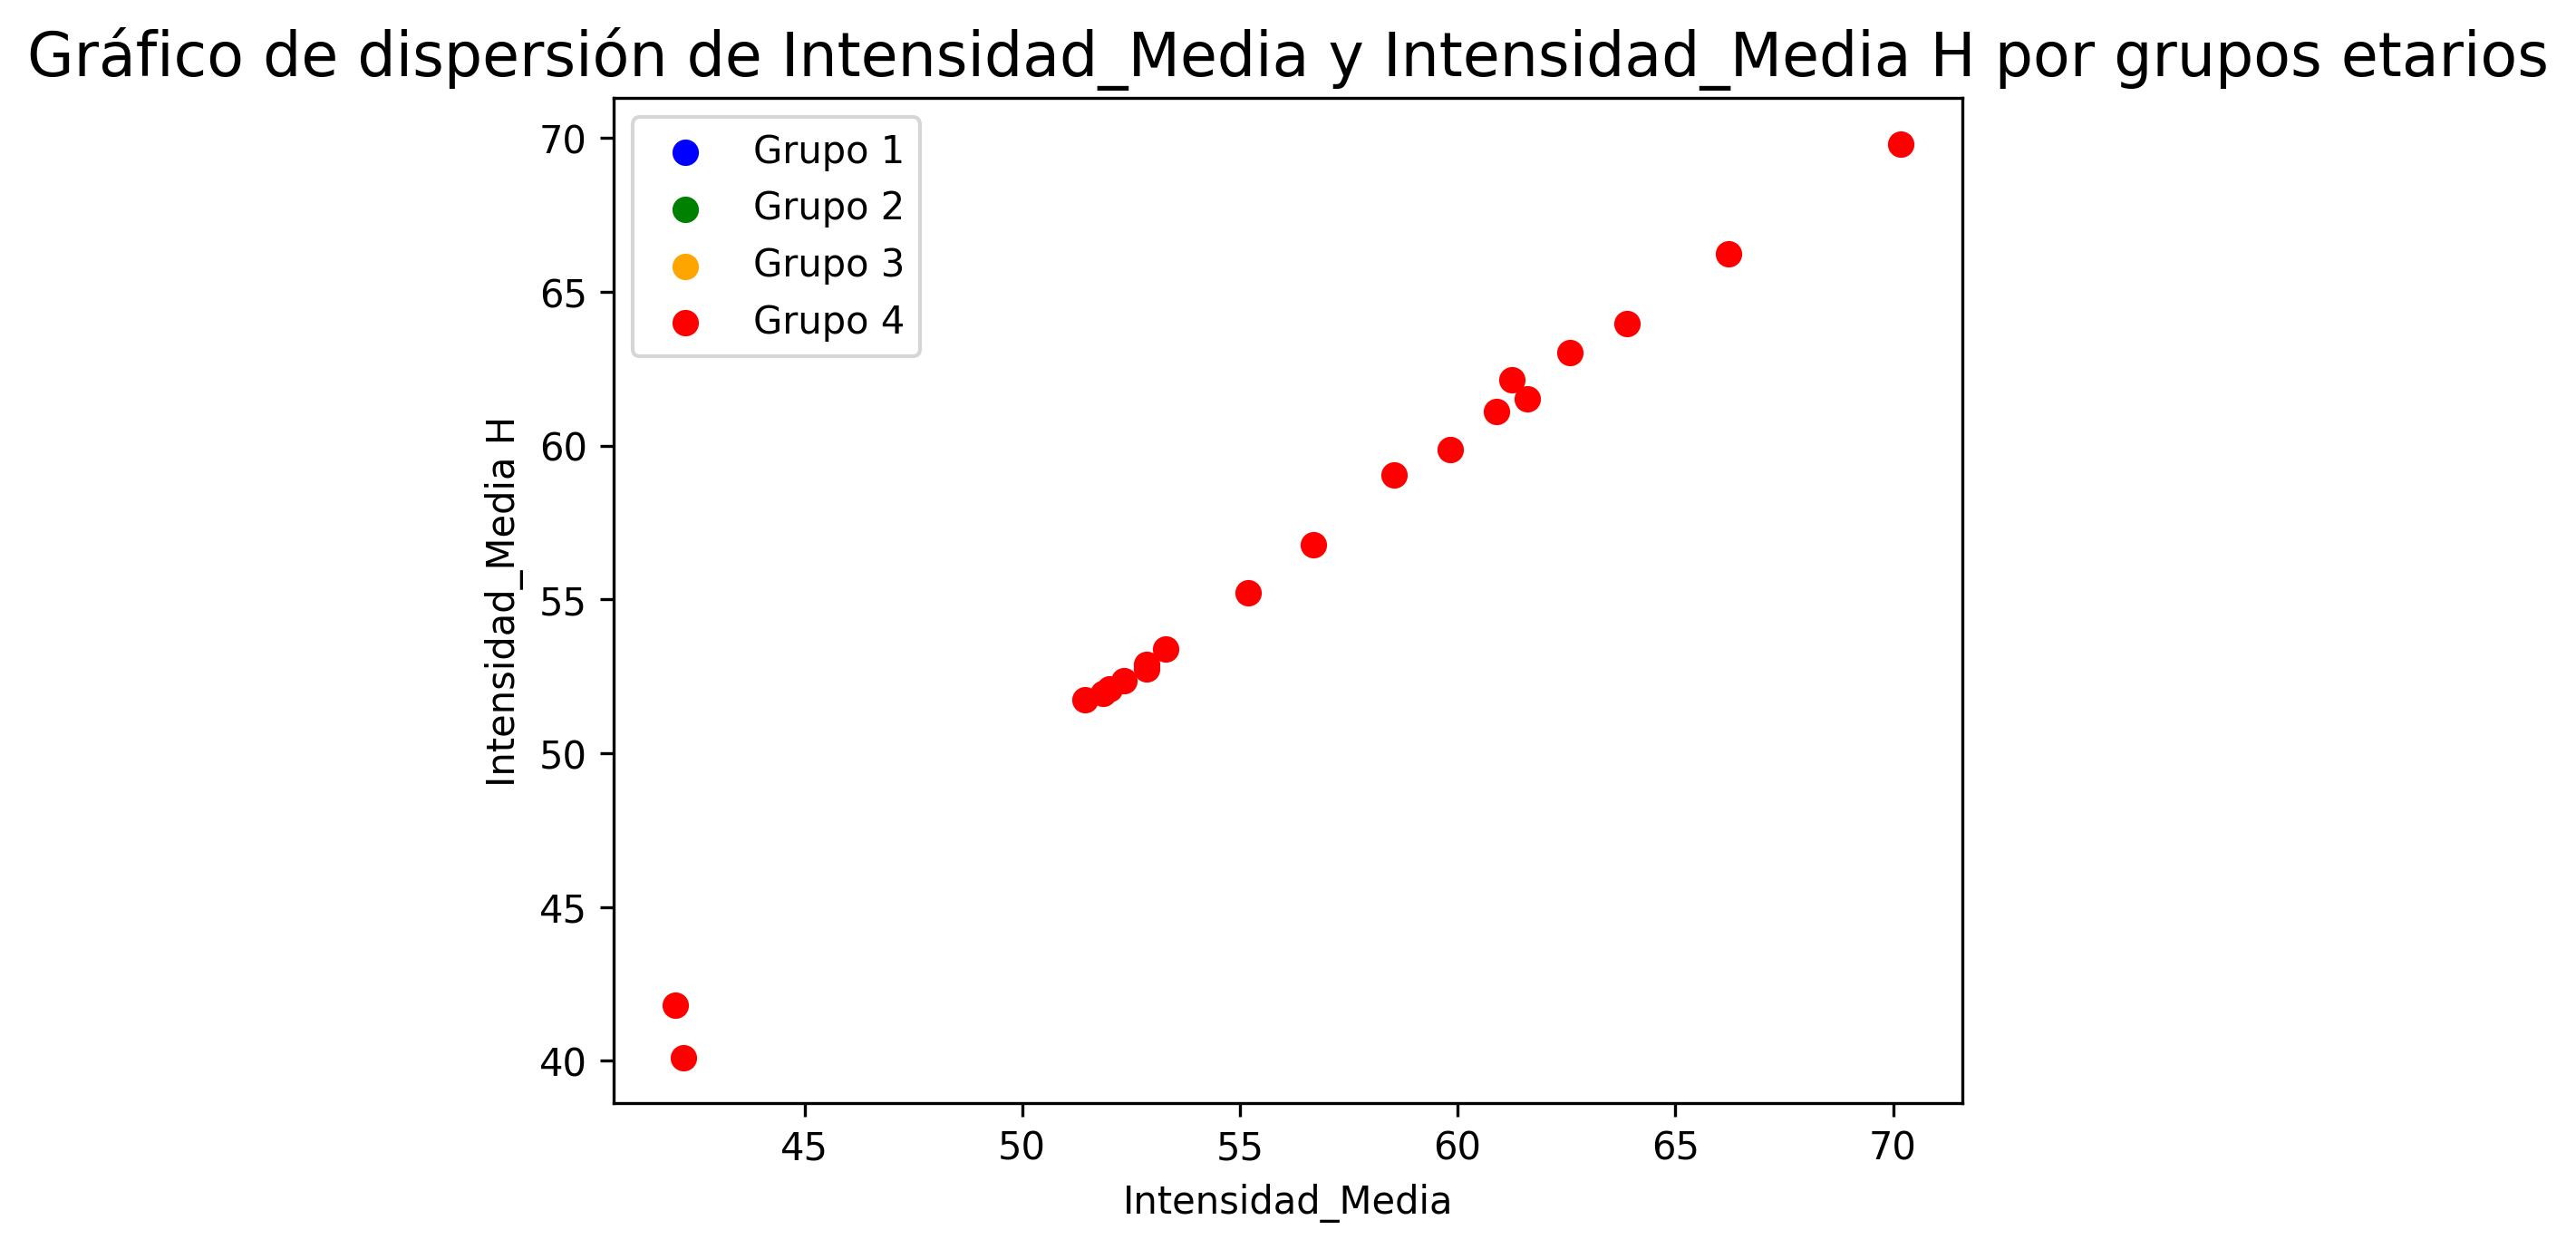 Gráfico de dispersión de Intensidad_Media y Intensidad_Media H por grupos etarios
Grupo 1
Grupo 2
Grupo 3
Grupo 4
70
65
60
55
50
45
40
Intensidad_Media H
45
50
55
60
65
70
Intensidad_Media